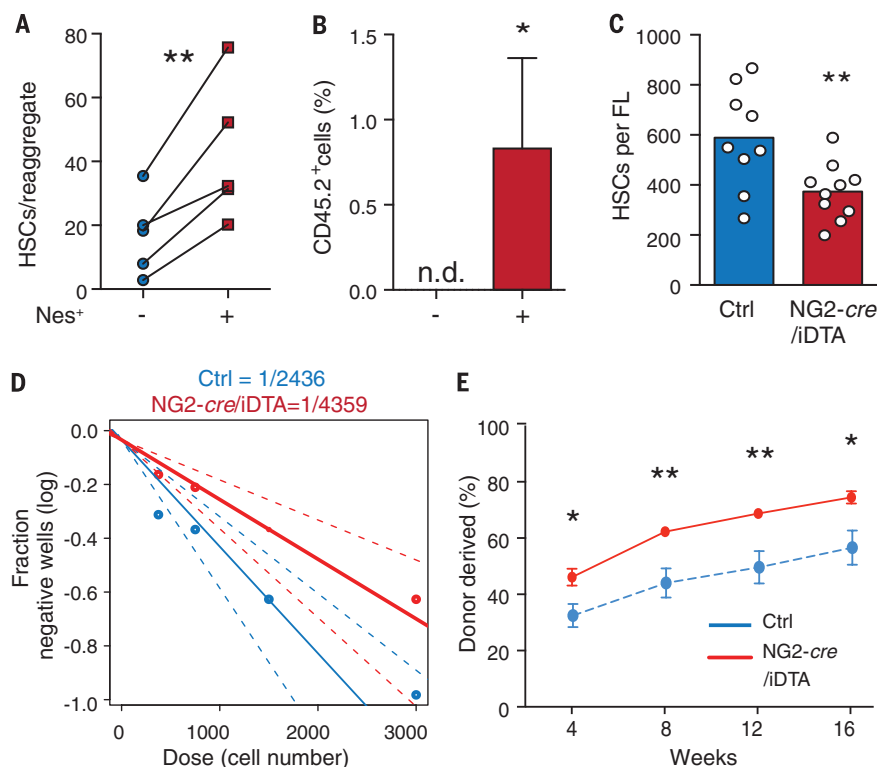 A
HSCs/reaggregate
80
60
40
20
0
**
Nes⁺
-
+
B
CD45.2⁺cells (%)
1.5
1.0
0.5
0.0
*
n.d.
-
+
C
HSCs per FL
1000
800
600
400
200
0
**
Ctrl
NG2-cre
/iDTA
D
Ctrl = 1/2436
NG2-cre/iDTA=1/4359
Fraction
negative wells (log)
0.0
-0.2
-0.4
-0.6
-0.8
-1.0
0
1000
2000
3000
Dose (cell number)
E
Donor derived (%)
100
80
60
40
20
0
*
**
**
*
Ctrl
NG2-cre
/iDTA
4
8
12
16
Weeks